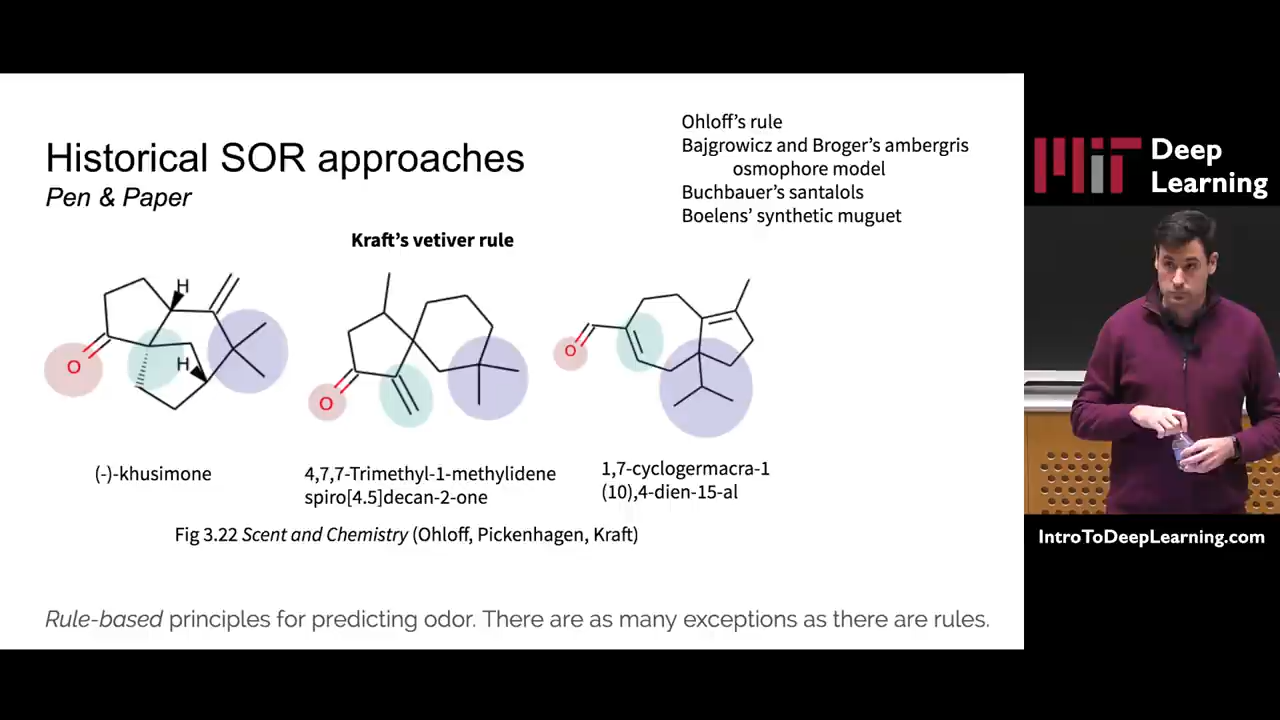 Historical SOR approaches
Pen & Paper
Ohloff's rule
Bajgrowicz and Broger's ambergris
osmophore model
Buchbauer's santalols
Boelens' synthetic muguet
Kraft's vetiver rule
H
H
O
O
O
(-)-khusimone
4,7,7-Trimethyl-1-methylidene
spiro[4.5]decan-2-one
1,7-cyclogermacra-1
(10),4-dien-15-al
Fig 3.22 Scent and Chemistry (Ohloff, Pickenhagen, Kraft)
Rule-based principles for predicting odor. There are as many exceptions as there are rules.
MIT Deep
Learning
IntroToDeepLearning.com